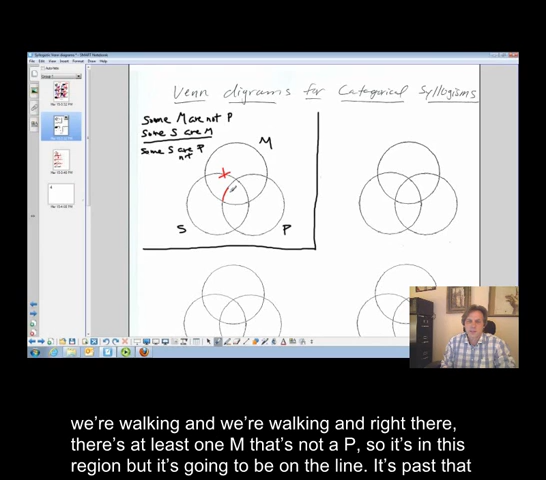 Venn digrams for Categorical Syllogisms
Some M are not P
Some S are M
Some S are P
not
M
S
P
we're walking and we're walking and right there,
there's at least one M that's not a P, so it's in this
region but it's going to be on the line. It's past that